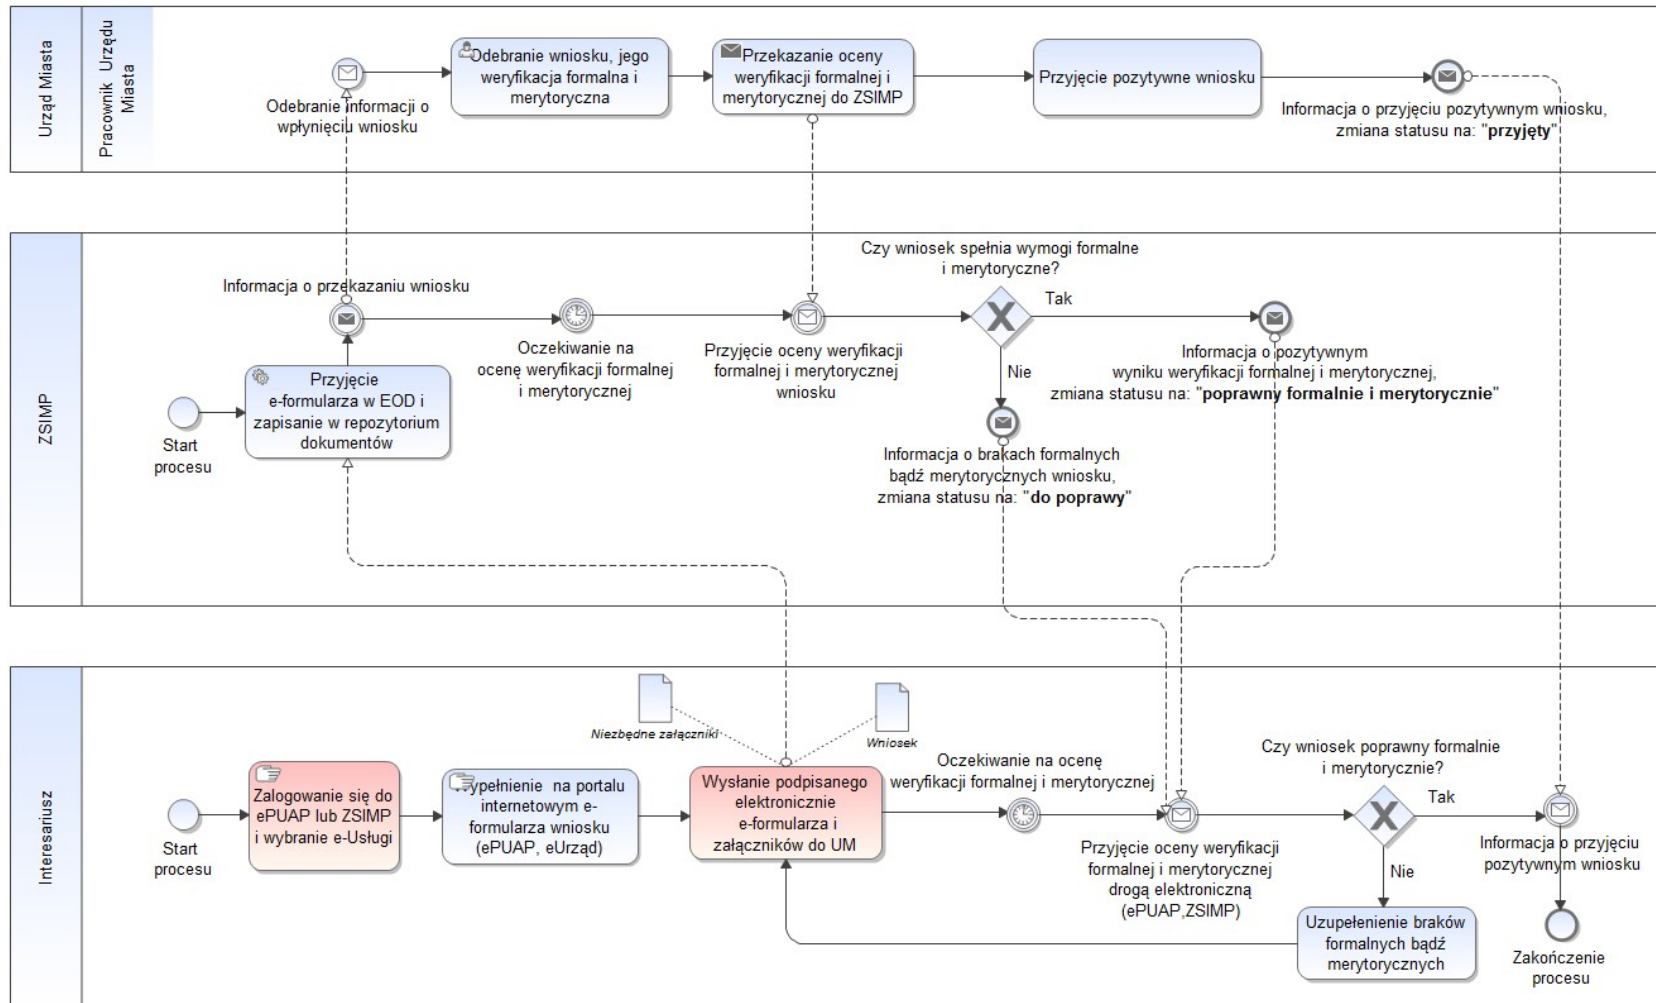 Urząd Miasta
Pracownik Urzędu
Miasta
Odebranie informacji o
wpłynięciu wniosku
Odebranie wniosku, jego
weryfikacja formalna i
merytoryczna
Przekazanie oceny
weryfikacji formalnej i
merytorycznej do ZSIMP
Przyjęcie pozytywne wniosku
Informacja o przyjęciu pozytywnym wniosku,
zmiana statusu na: "przyjęty"
ZSIMP
Start
procesu
Przyjęcie
e-formularza w EOD i
zapisanie w repozytorium
dokumentów
Informacja o przekazaniu wniosku
Oczekiwanie na
ocenę weryfikacji formalnej
i merytorycznej
Przyjęcie oceny weryfikacji
formalnej i merytorycznej
wniosku
Czy wniosek spełnia wymogi formalne
i merytoryczne?
Tak
Nie
Informacja o pozytywnym
wyniku weryfikacji formalnej i merytorycznej,
zmiana statusu na: "poprawny formalnie i merytorycznie"
Informacja o brakach formalnych
bądź merytorycznych wniosku,
zmiana statusu na: "do poprawy"
Interesariusz
Start
procesu
Zalogowanie się do
ePUAP lub ZSIMP
i wybranie e-Usługi
Wypełnienie na portalu
internetowym e-
formularza wniosku
(ePUAP, eUrząd)
Niezbędne załączniki
Wniosek
Wysłanie podpisanego
elektronicznie
e-formularza i
załączników do UM
Oczekiwanie na ocenę
weryfikacji formalnej i merytorycznej
Przyjęcie oceny weryfikacji
formalnej i merytorycznej
drogą elektroniczną
(ePUAP,ZSIMP)
Czy wniosek poprawny formalnie
i merytorycznie?
Tak
Nie
Uzupełenienie braków
formalnych bądź
merytorycznych
Informacja o przyjęciu
pozytywnym wniosku
Zakończenie
procesu